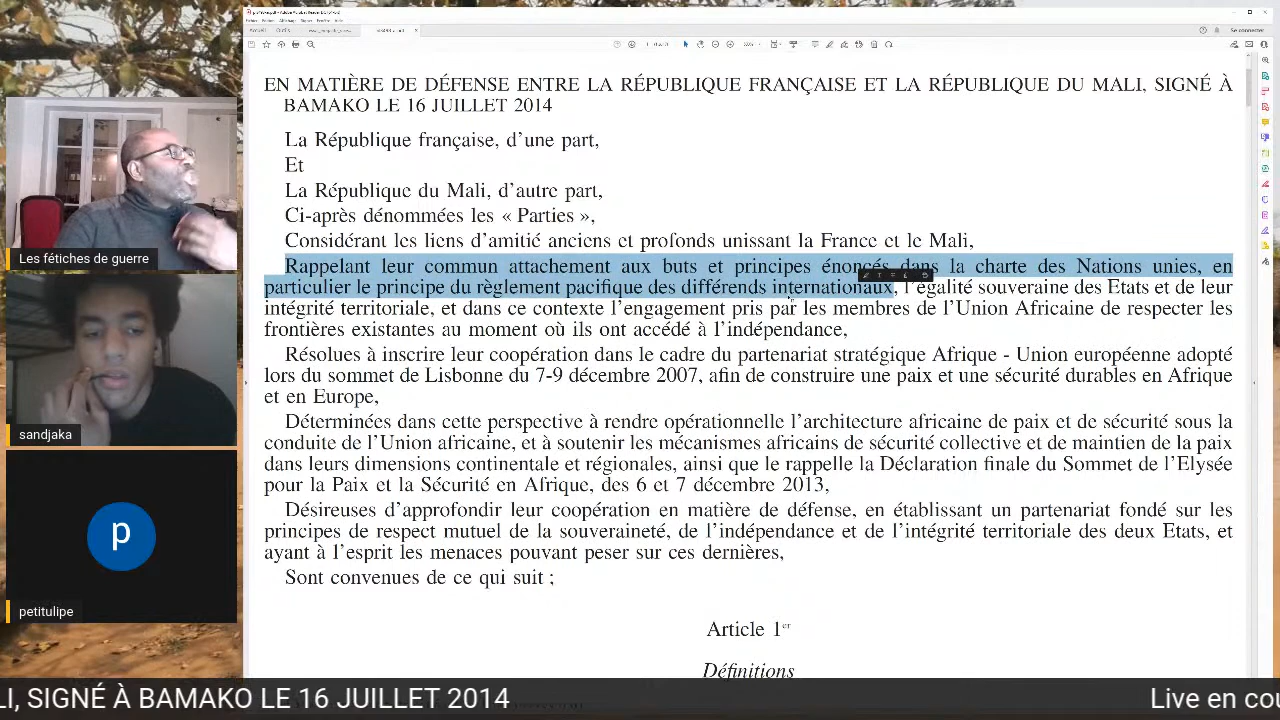 Se connecter
EN MATIÈRE DE DÉFENSE ENTRE LA RÉPUBLIQUE FRANÇAISE ET LA RÉPUBLIQUE DU MALI, SIGNÉ À
BAMAKO LE 16 JUILLET 2014
La République française, d’une part,
Et
La République du Mali, d’autre part,
Ci-après dénommées les « Parties »,
Considérant les liens d’amitié anciens et profonds unissant la France et le Mali,
Rappelant leur commun attachement aux buts et principes énoncés dans la charte des Nations unies, en
particulier le principe du règlement pacifique des différends internationaux, l’égalité souveraine des Etats et de leur
intégrité territoriale, et dans ce contexte l’engagement pris par les membres de l’Union Africaine de respecter les
frontières existantes au moment où ils ont accédé à l’indépendance,
Résolues à inscrire leur coopération dans le cadre du partenariat stratégique Afrique - Union européenne adopté
lors du sommet de Lisbonne du 7-9 décembre 2007, afin de construire une paix et une sécurité durables en Afrique
et en Europe,
Déterminées dans cette perspective à rendre opérationnelle l’architecture africaine de paix et de sécurité sous la
conduite de l’Union africaine, et à soutenir les mécanismes africains de sécurité collective et de maintien de la paix
dans leurs dimensions continentale et régionales, ainsi que le rappelle la Déclaration finale du Sommet de l’Elysée
pour la Paix et la Sécurité en Afrique, des 6 et 7 décembre 2013,
Désireuses d’approfondir leur coopération en matière de défense, en établissant un partenariat fondé sur les
principes de respect mutuel de la souveraineté, de l’indépendance et de l’intégrité territoriale des deux Etats, et
ayant à l’esprit les menaces pouvant peser sur ces dernières,
Sont convenues de ce qui suit ;
Article 1er
Définitions
Les fétiches de guerre
sandjaka
p
petitulipe
LI, SIGNÉ À BAMAKO LE 16 JUILLET 2014
Live en cou